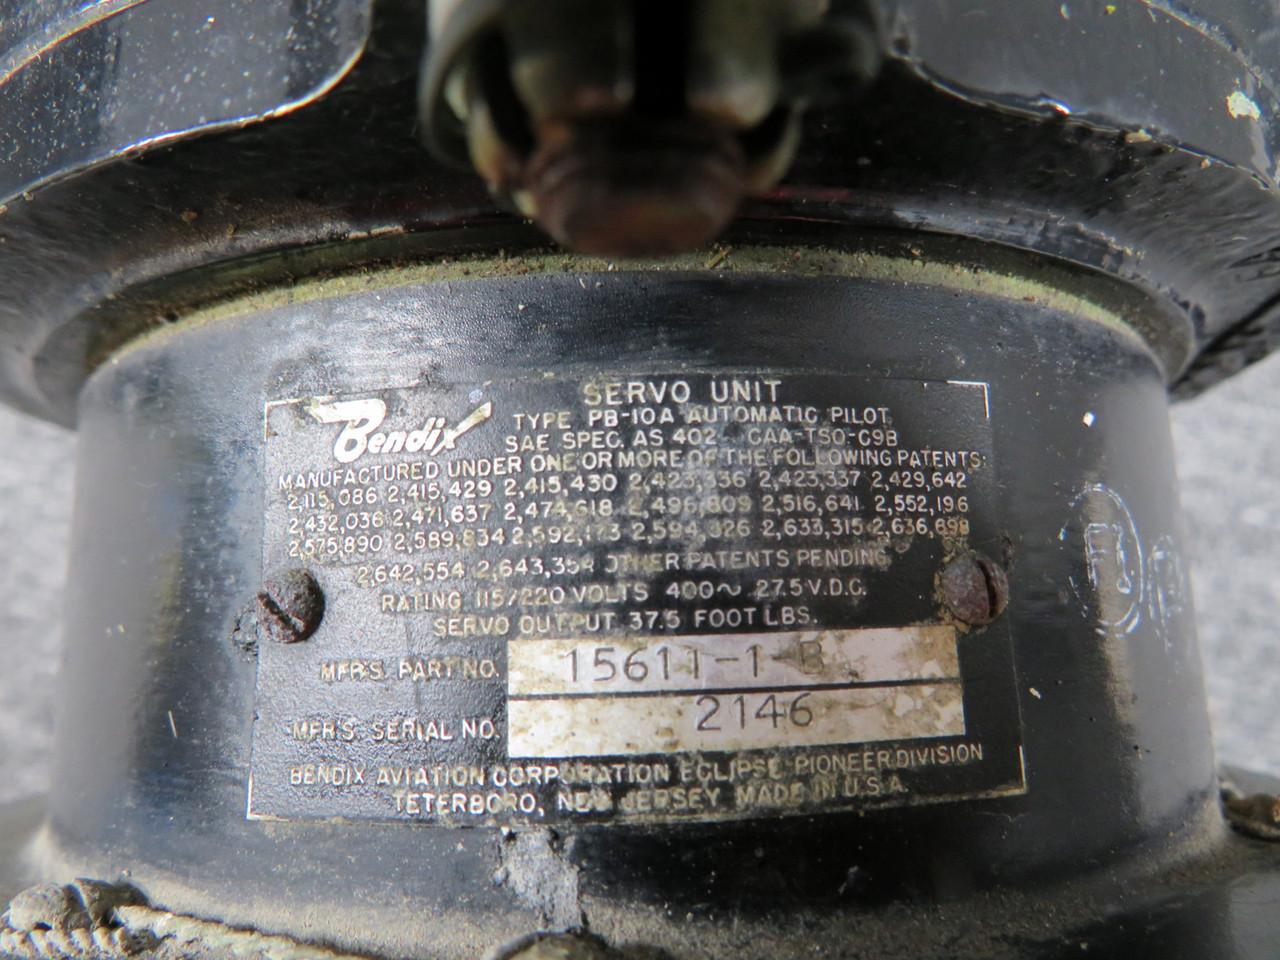 Bendix
SERVO UNIT
TYPE PB-10A AUTOMATIC PILOT
SAE SPEC. AS 402 CAA-TSO-C9B
MANUFACTURED UNDER ONE OR MORE OF THE FOLLOWING PATENTS:
2,115,086 2,415,429 2,415,430 2,423,336 2,423,337 2,429,642
2,432,036 2,471,637 2,474,618 2,496,809 2,516,641 2,552,196
2,575,890 2,589,834 2,592,173 2,594,326 2,633,315 2,636,698
2,642,554 2,643,354 OTHER PATENTS PENDING
RATING 115/220 VOLTS 400~ 27.5 V.D.C.
SERVO OUTPUT 37.5 FOOT LBS.
MFR'S. PART NO. 15611-1-B
MFR'S. SERIAL NO. 2146
BENDIX AVIATION CORPORATION ECLIPSE-PIONEER DIVISION
TETERBORO, NEW JERSEY MADE IN U.S.A.